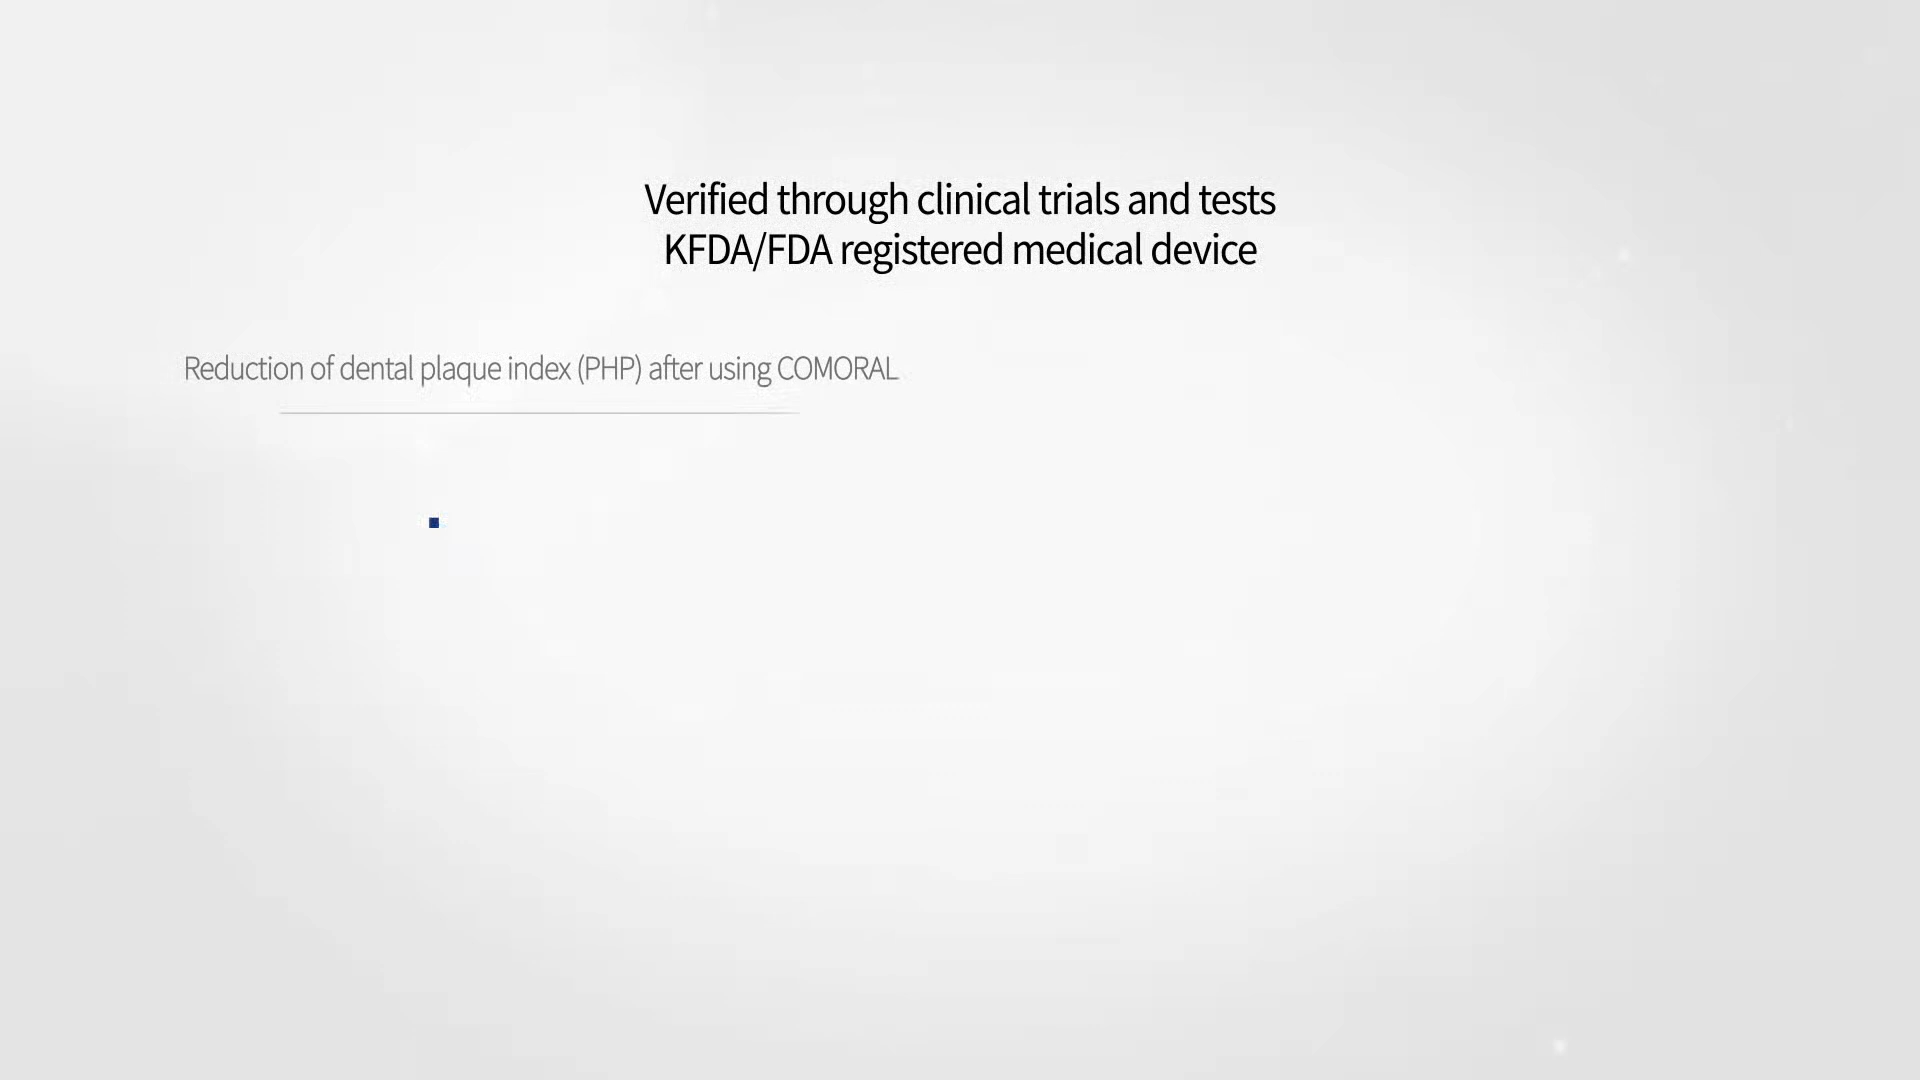 Verified through clinical trials and tests
KFDA/FDA registered medical device
Reduction of dental plaque index (PHP) after using COMORAL